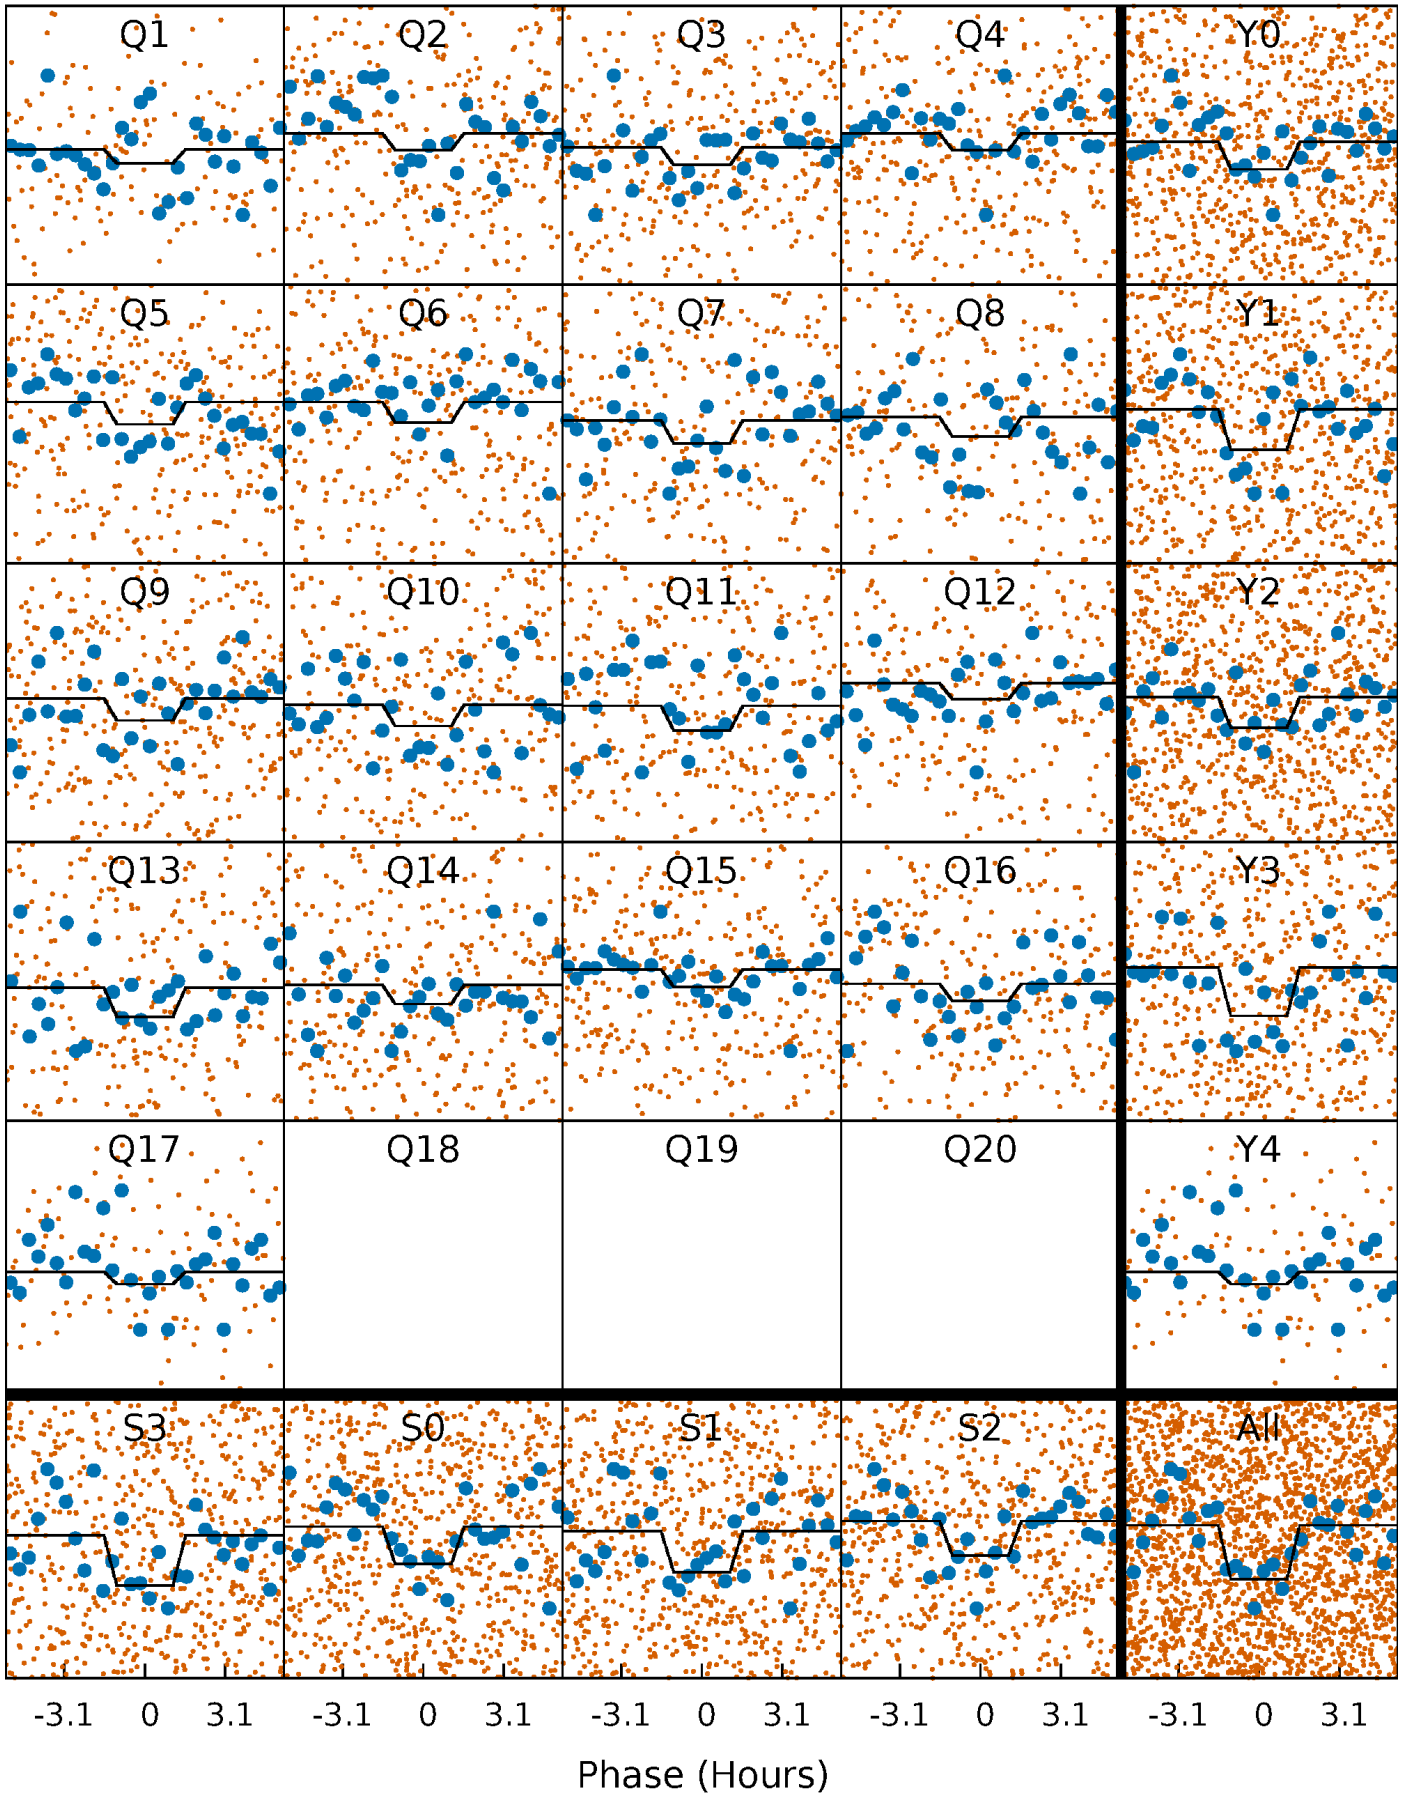 Q1 Q2 Q3 Q4 Y0
Q5 Q6 Q7 Q8 Y1
Q9 Q10 Q11 Q12 Y2
Q13 Q14 Q15 Q16 Y3
Q17 Q18 Q19 Q20 Y4
S3 S0 S1 S2 All
-3.1 0 3.1 -3.1 0 3.1 -3.1 0 3.1 -3.1 0 3.1 -3.1 0 3.1
Phase (Hours)